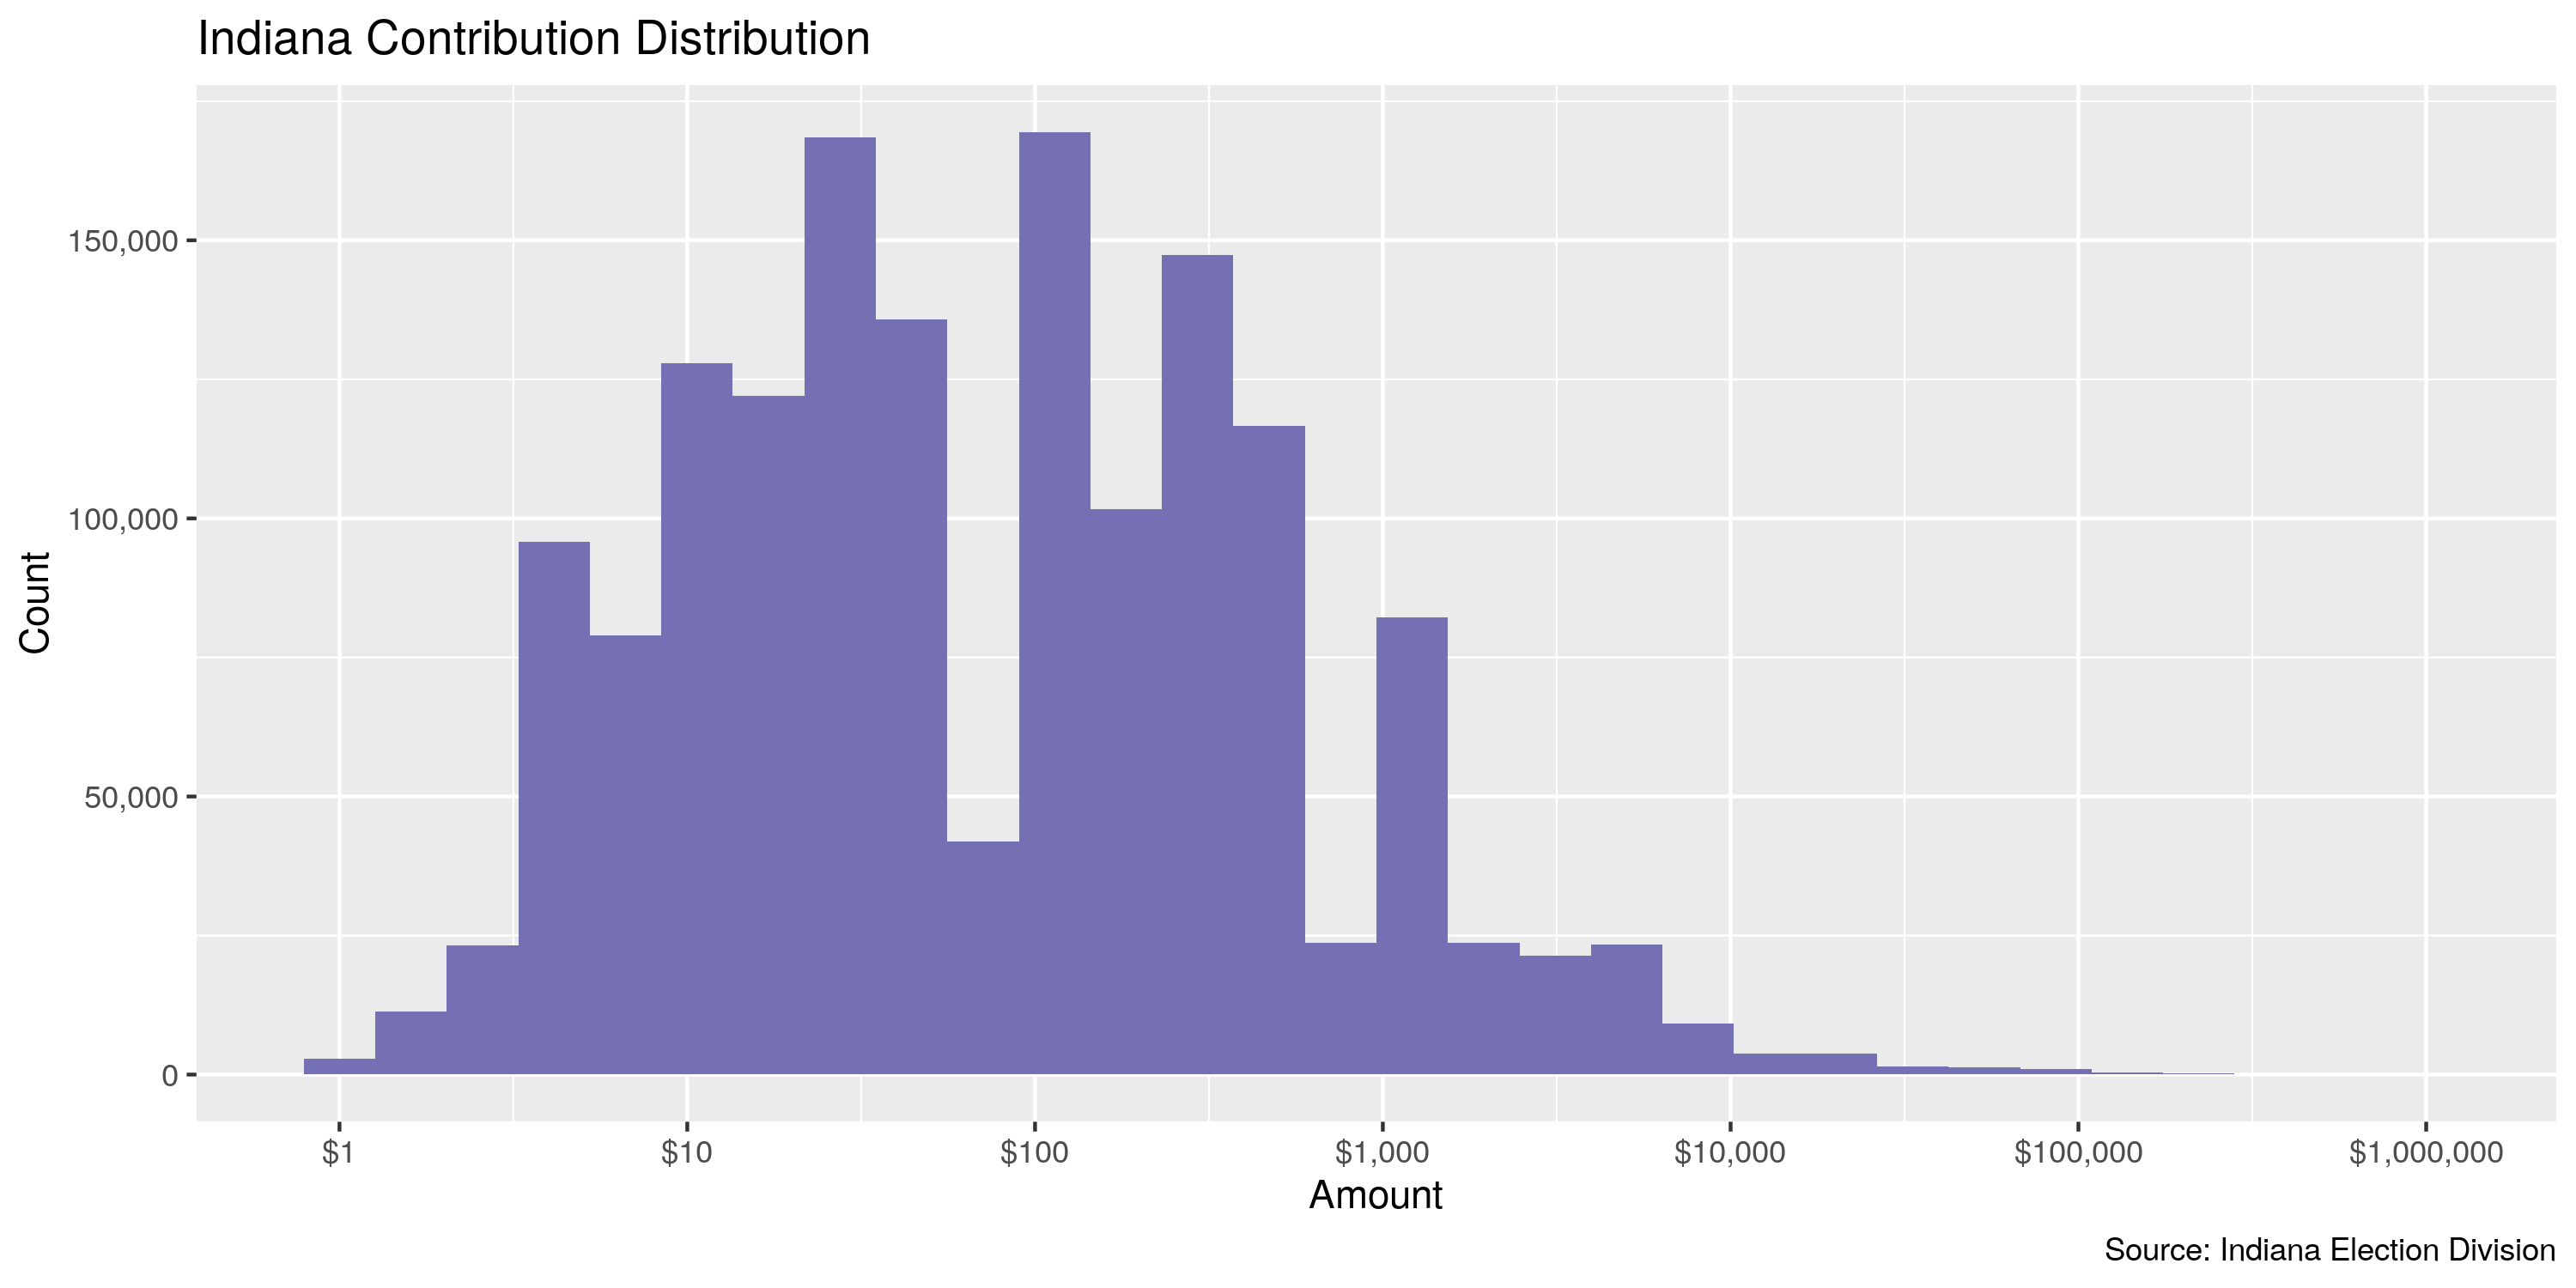 Indiana Contribution Distribution
Count
150,000
100,000
50,000
0
$1 $10 $100 $1,000 $10,000 $100,000 $1,000,000
Amount
Source: Indiana Election Division